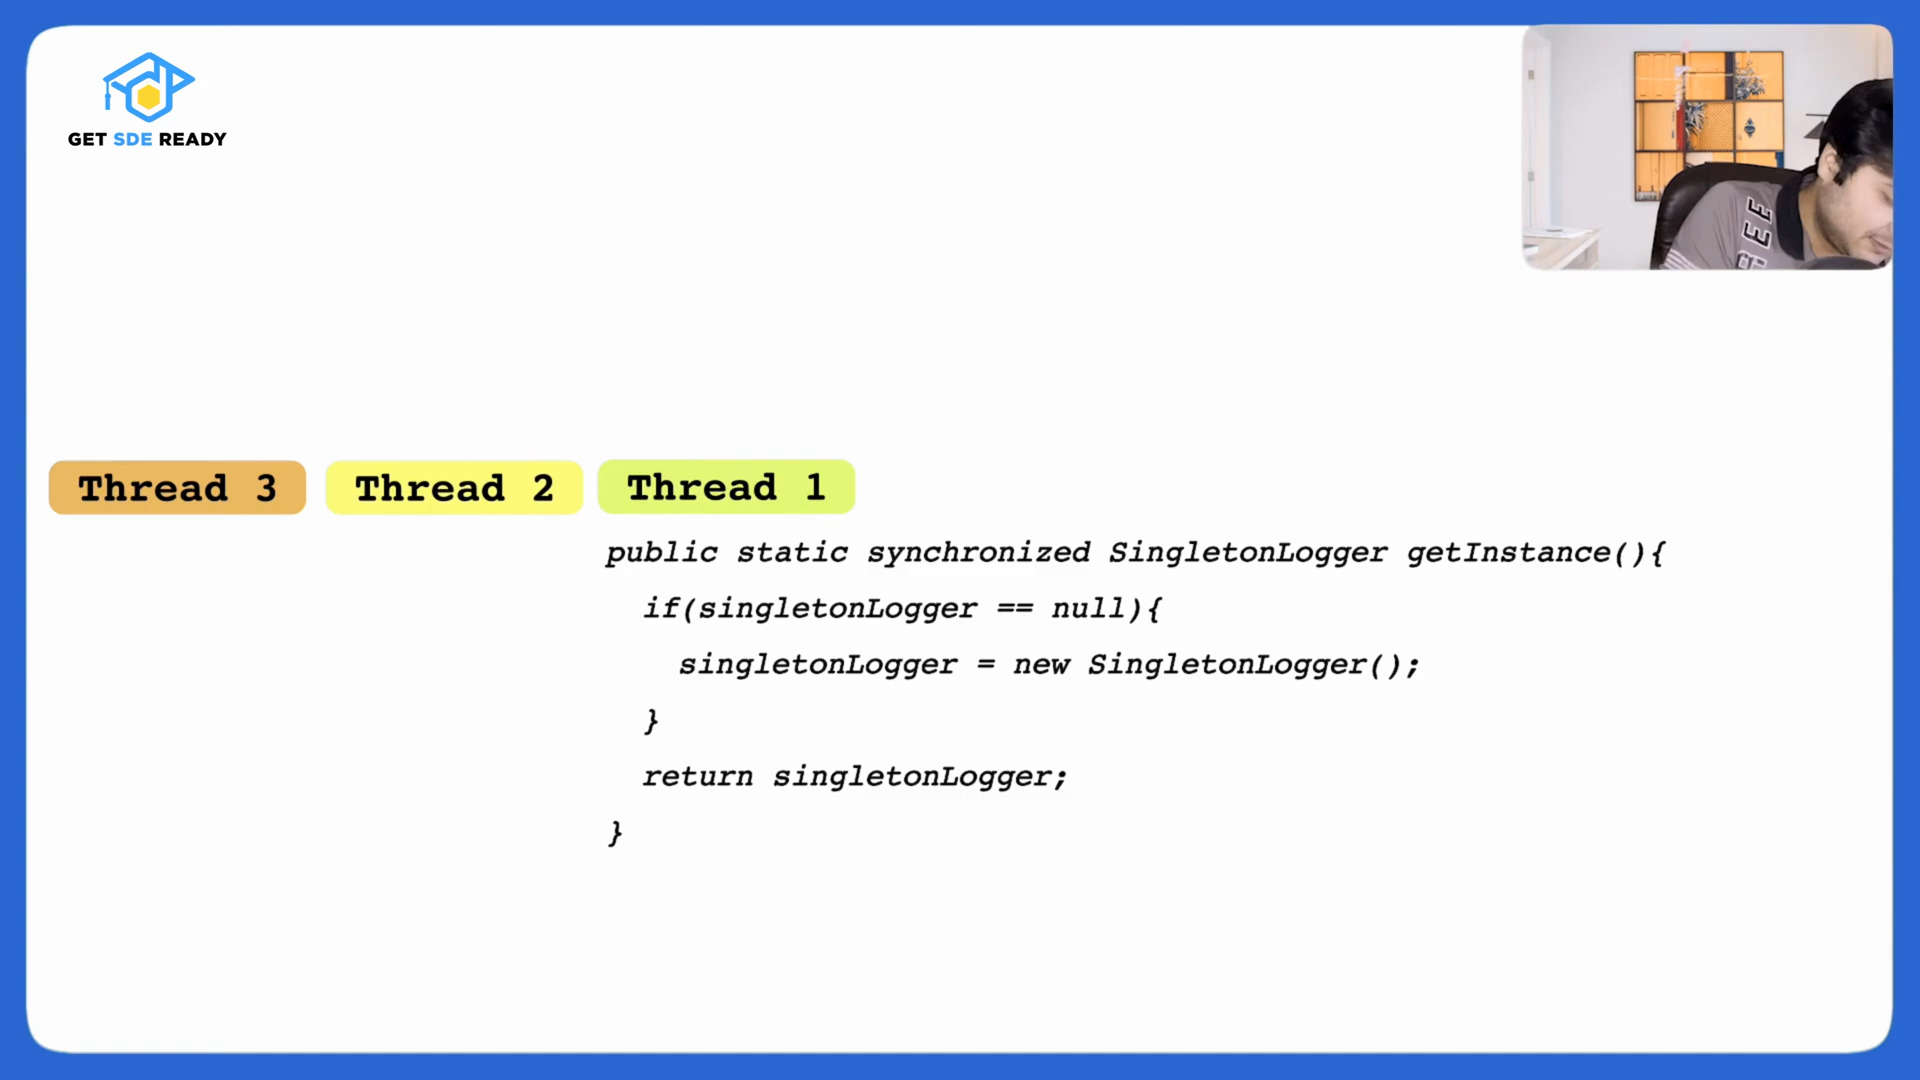 GET SDE READY
Thread 3
Thread 2
Thread 1
public static synchronized SingletonLogger getInstance(){
if(singletonLogger == null){
singletonLogger = new SingletonLogger();
}
return singletonLogger;
}